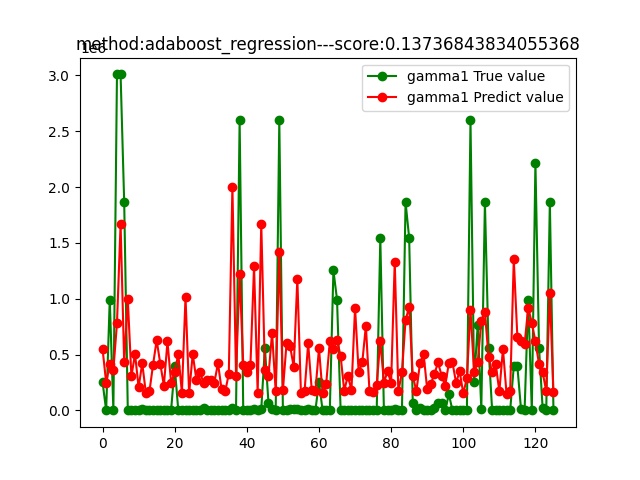 method:adaboost_regression---score:0.13736843834055368
1e6
gamma1 True value
gamma1 Predict value
3.0
2.5
2.0
1.5
1.0
0.5
0.0
0 20 40 60 80 100 120